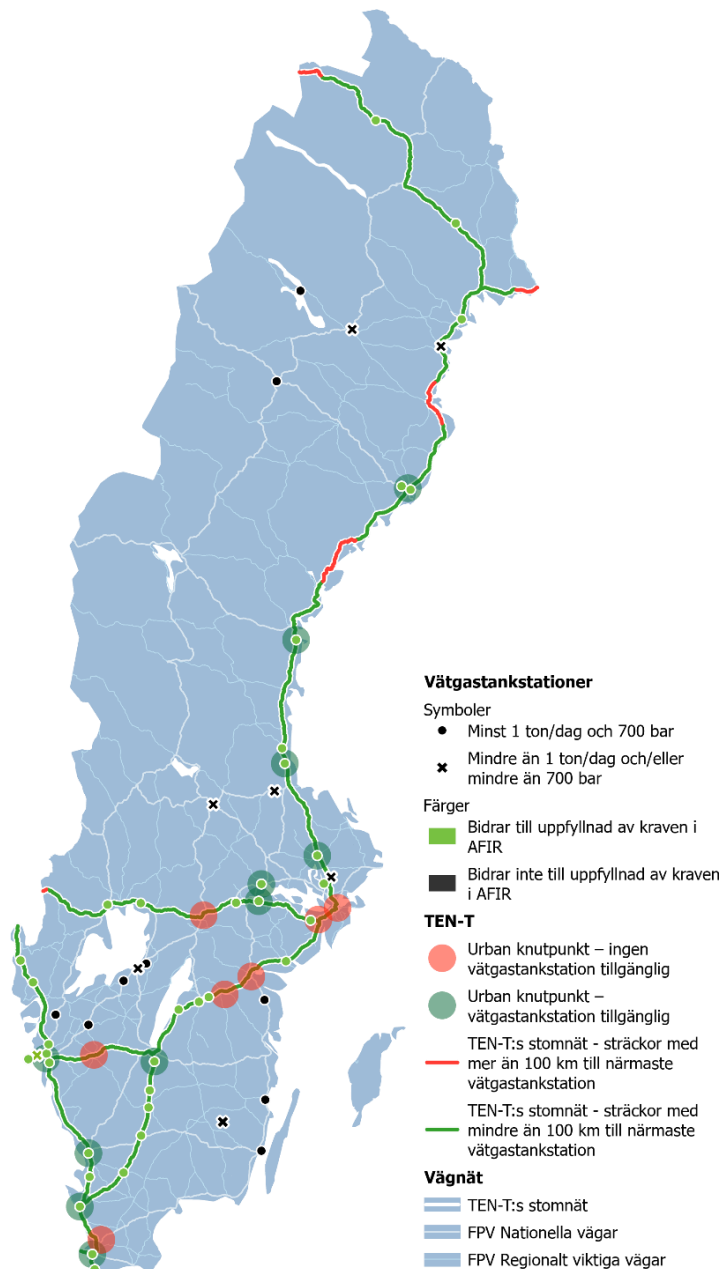 Vätgastankstationer
Symboler
Minst 1 ton/dag och 700 bar
Mindre än 1 ton/dag och/eller
mindre än 700 bar
Färger
Bidrar till uppfyllnad av kraven i
AFIR
Bidrar inte till uppfyllnad av kraven
i AFIR
TEN-T
Urban knutpunkt – ingen
vätgastankstation tillgänglig
Urban knutpunkt –
vätgastankstation tillgänglig
TEN-T:s stomnät - sträckor med
mer än 100 km till närmaste
vätgastankstation
TEN-T:s stomnät - sträckor med
mindre än 100 km till närmaste
vätgastankstation
Vägnät
TEN-T:s stomnät
FPV Nationella vägar
FPV Regionalt viktiga vägar